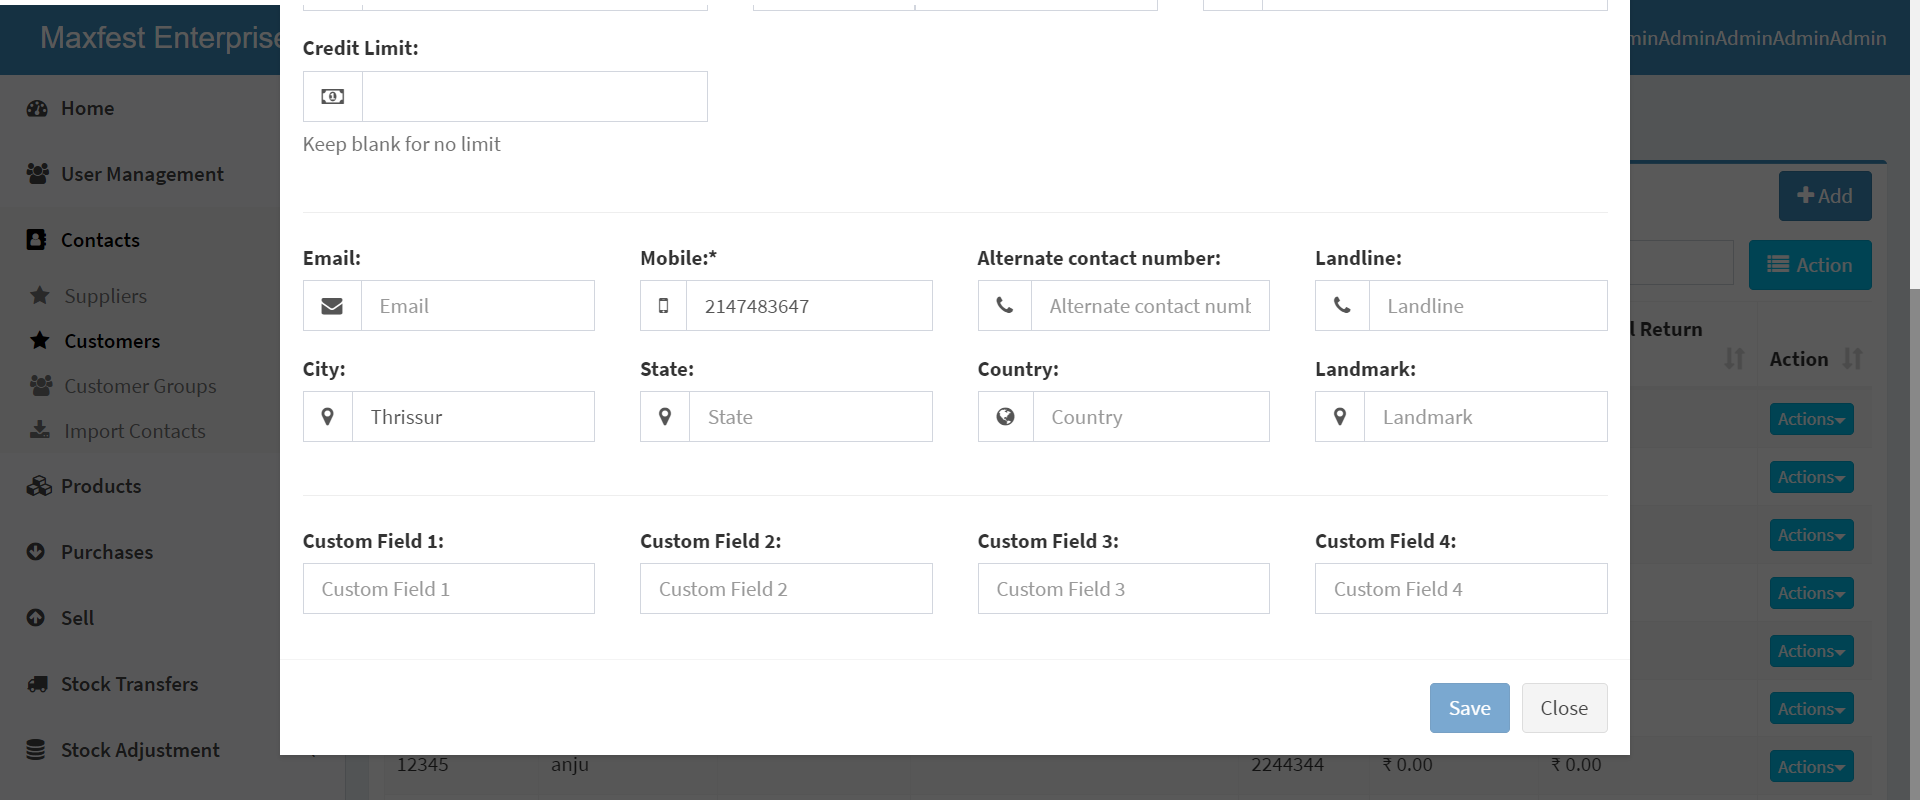 Maxfest Enterprise
minAdminAdminAdminAdmin
Home
User Management
Contacts
Suppliers
Customers
Customer Groups
Import Contacts
Products
Purchases
Sell
Stock Transfers
Stock Adjustment
Credit Limit:
Keep blank for no limit
Email: Mobile:* Alternate contact number: Landline:
Email 2147483647 Alternate contact numb Landline
City: State: Country: Landmark:
Thrissur State Country Landmark
Custom Field 1: Custom Field 2: Custom Field 3: Custom Field 4:
Custom Field 1 Custom Field 2 Custom Field 3 Custom Field 4
Save Close
Add
Action
l Return
Action
Actions
Actions
Actions
Actions
Actions
Actions
12345 anju 2244344 ₹ 0.00 ₹ 0.00 Actions